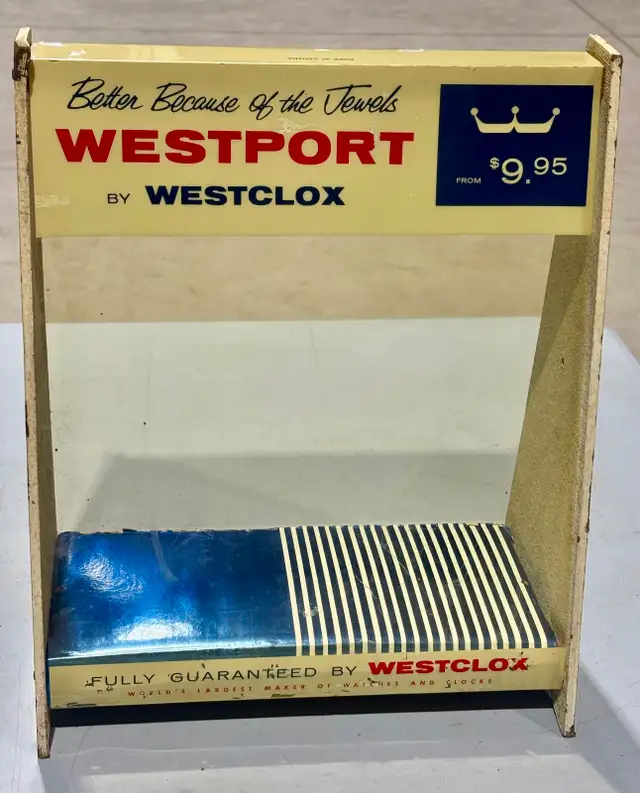 Better Because of the Jewels
WESTPORT
BY WESTCLOX
FROM $9.95
FULLY GUARANTEED BY WESTCLOX
WORLD'S LARGEST MAKER OF WATCHES AND CLOCKS